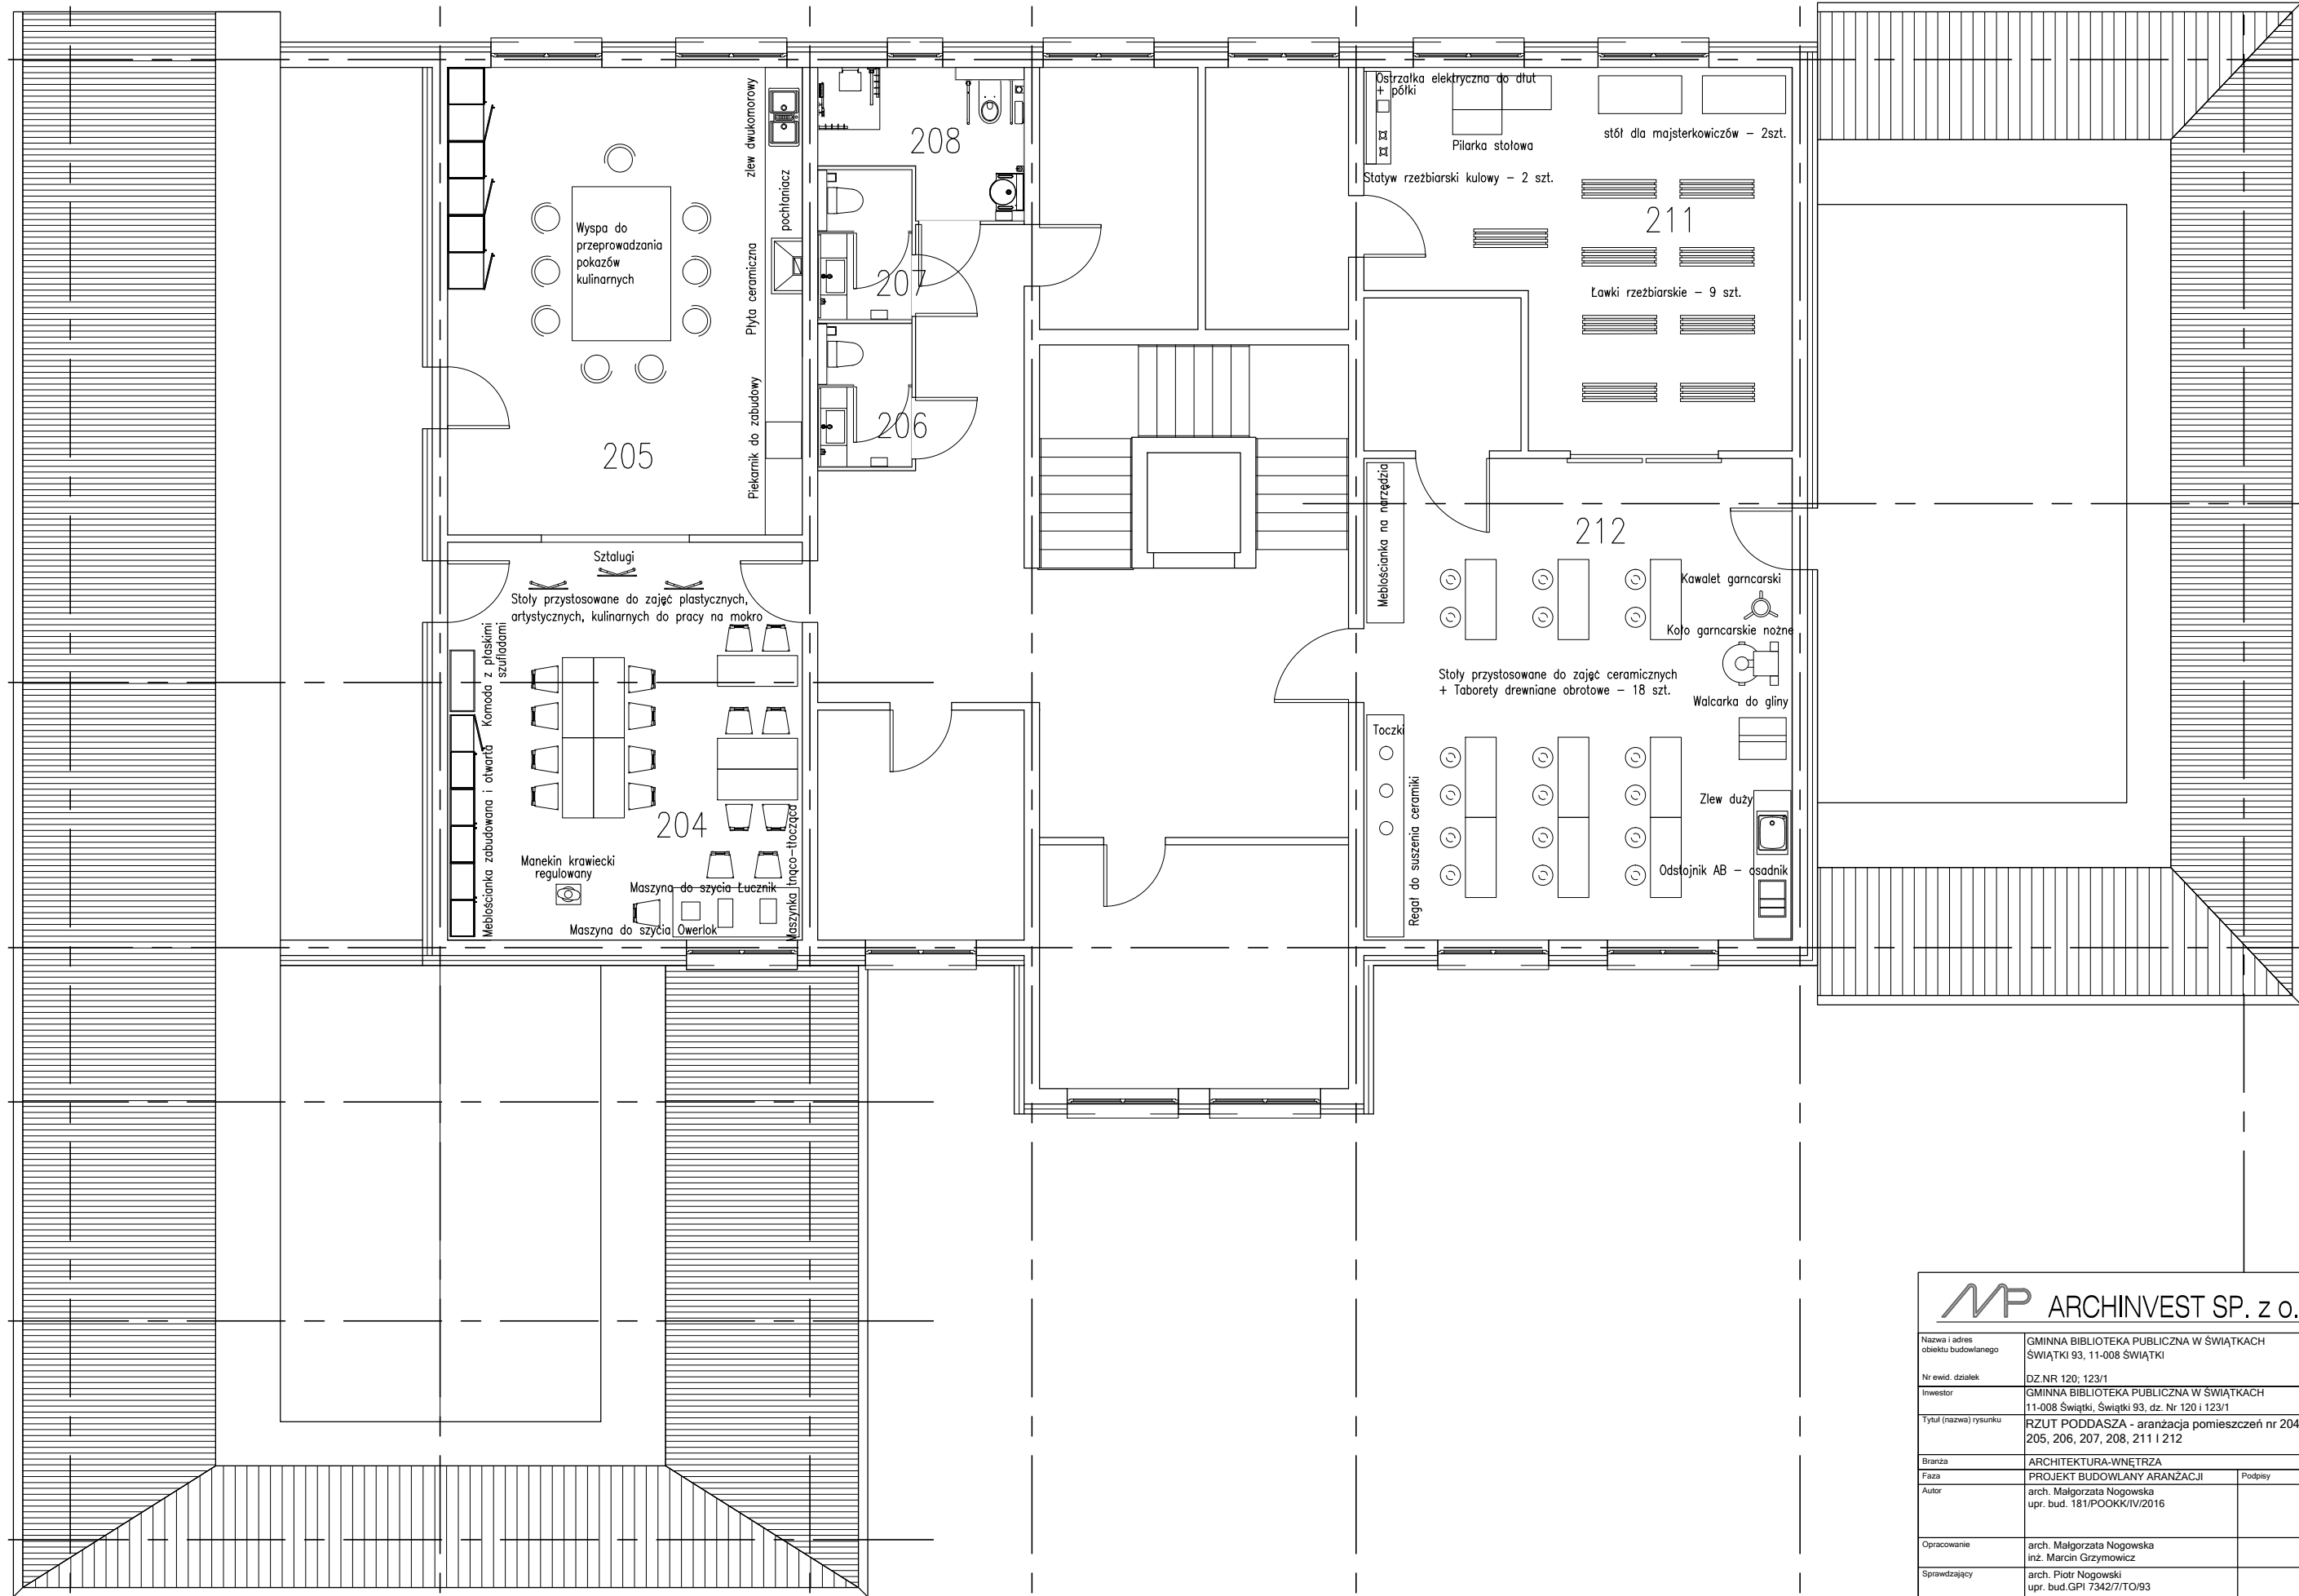 Ostrzałka elektryczna do dłut
+ półki
Pilarka stołowa
stół dla majsterkowiczów – 2szt.
Statyw rzeźbiarski kulowy – 2 szt.
211
Ławki rzeźbiarskie – 9 szt.
208
207
206
zlew dwukomorowy
pochłaniacz
Płyta ceramiczna
Piekarnik do zabudowy
Wyspa do
przeprowadzania
pokazów
kulinarnych
205
Sztalugi
Stoły przystosowane do zajęć plastycznych,
artystycznych, kulinarnych do pracy na mokro
Komoda z płaskimi
szufladami
Meblościanka zabudowana i otwarta
204
Manekin krawiecki
regulowany
Maszyna do szycia Łucznik
Maszyna do szycia Owerlok
Maszynka tnąco-tłocząca
Meblościanka na narzędzia
212
Kawalet garncarski
Koło garncarskie nożne
Stoły przystosowane do zajęć ceramicznych
+ Taborety drewniane obrotowe – 18 szt.
Walcarka do gliny
Toczki
Regał do suszenia ceramiki
Zlew duży
Odstojnik AB – osadnik
MP ARCHINVEST SP. z o.
Nazwa i adres
obiektu budowlanego
GMINNA BIBLIOTEKA PUBLICZNA W ŚWIĄTKACH
ŚWIĄTKI 93, 11-008 ŚWIĄTKI
Nr ewid. działek
DZ.NR 120; 123/1
Inwestor
GMINNA BIBLIOTEKA PUBLICZNA W ŚWIĄTKACH
11-008 Świątki, Świątki 93, dz. Nr 120 i 123/1
Tytuł (nazwa) rysunku
RZUT PODDASZA - aranżacja pomieszczeń nr 204
205, 206, 207, 208, 211 I 212
Branża
ARCHITEKTURA-WNĘTRZA
Faza
PROJEKT BUDOWLANY ARANŻACJI
Podpisy
Autor
arch. Małgorzata Nogowska
upr. bud. 181/POOKK/IV/2016
Opracowanie
arch. Małgorzata Nogowska
inż. Marcin Grzymowicz
Sprawdzający
arch. Piotr Nogowski
upr. bud.GPI 7342/7/TO/93